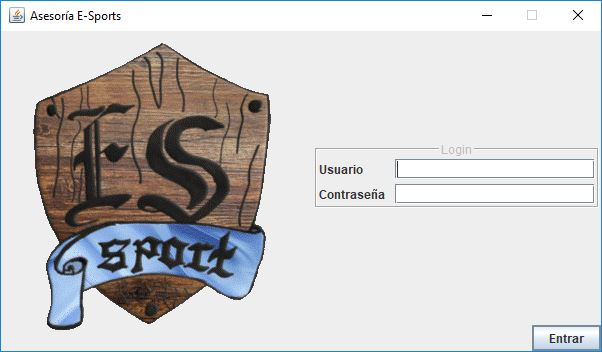 Asesoría E-Sports
ES
sport
Login
Usuario
Contraseña
Entrar